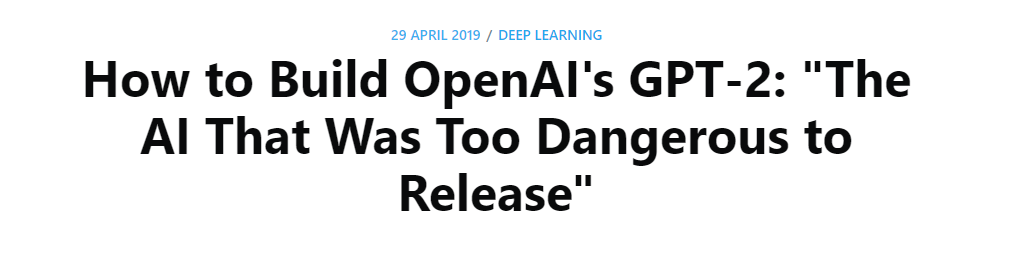 29 APRIL 2019 / DEEP LEARNING
How to Build OpenAI's GPT-2: "The
AI That Was Too Dangerous to
Release"